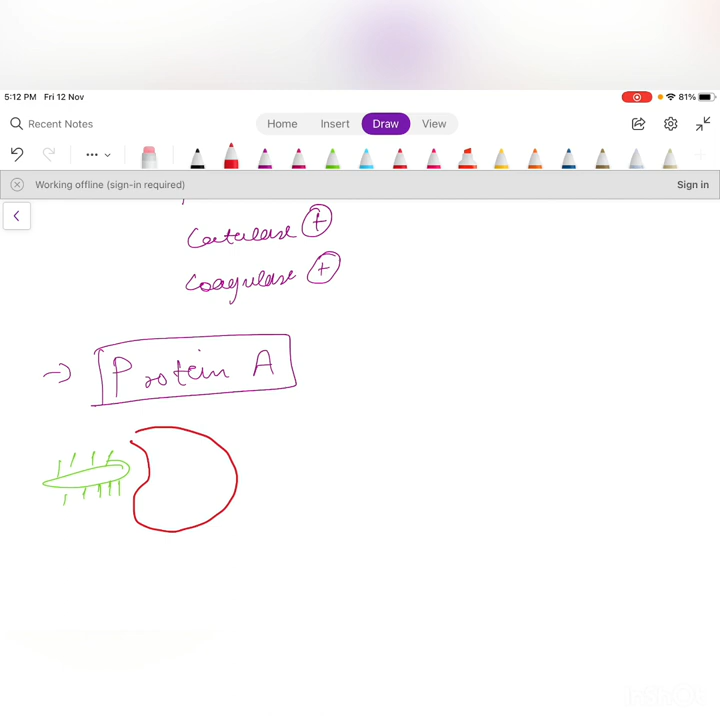 5:12 PM Fri 12 Nov 81%
Recent Notes Home Insert Draw View
Working offline (sign-in required) Sign in
Catalase +
Coagulase +
→ Protein A
InShot